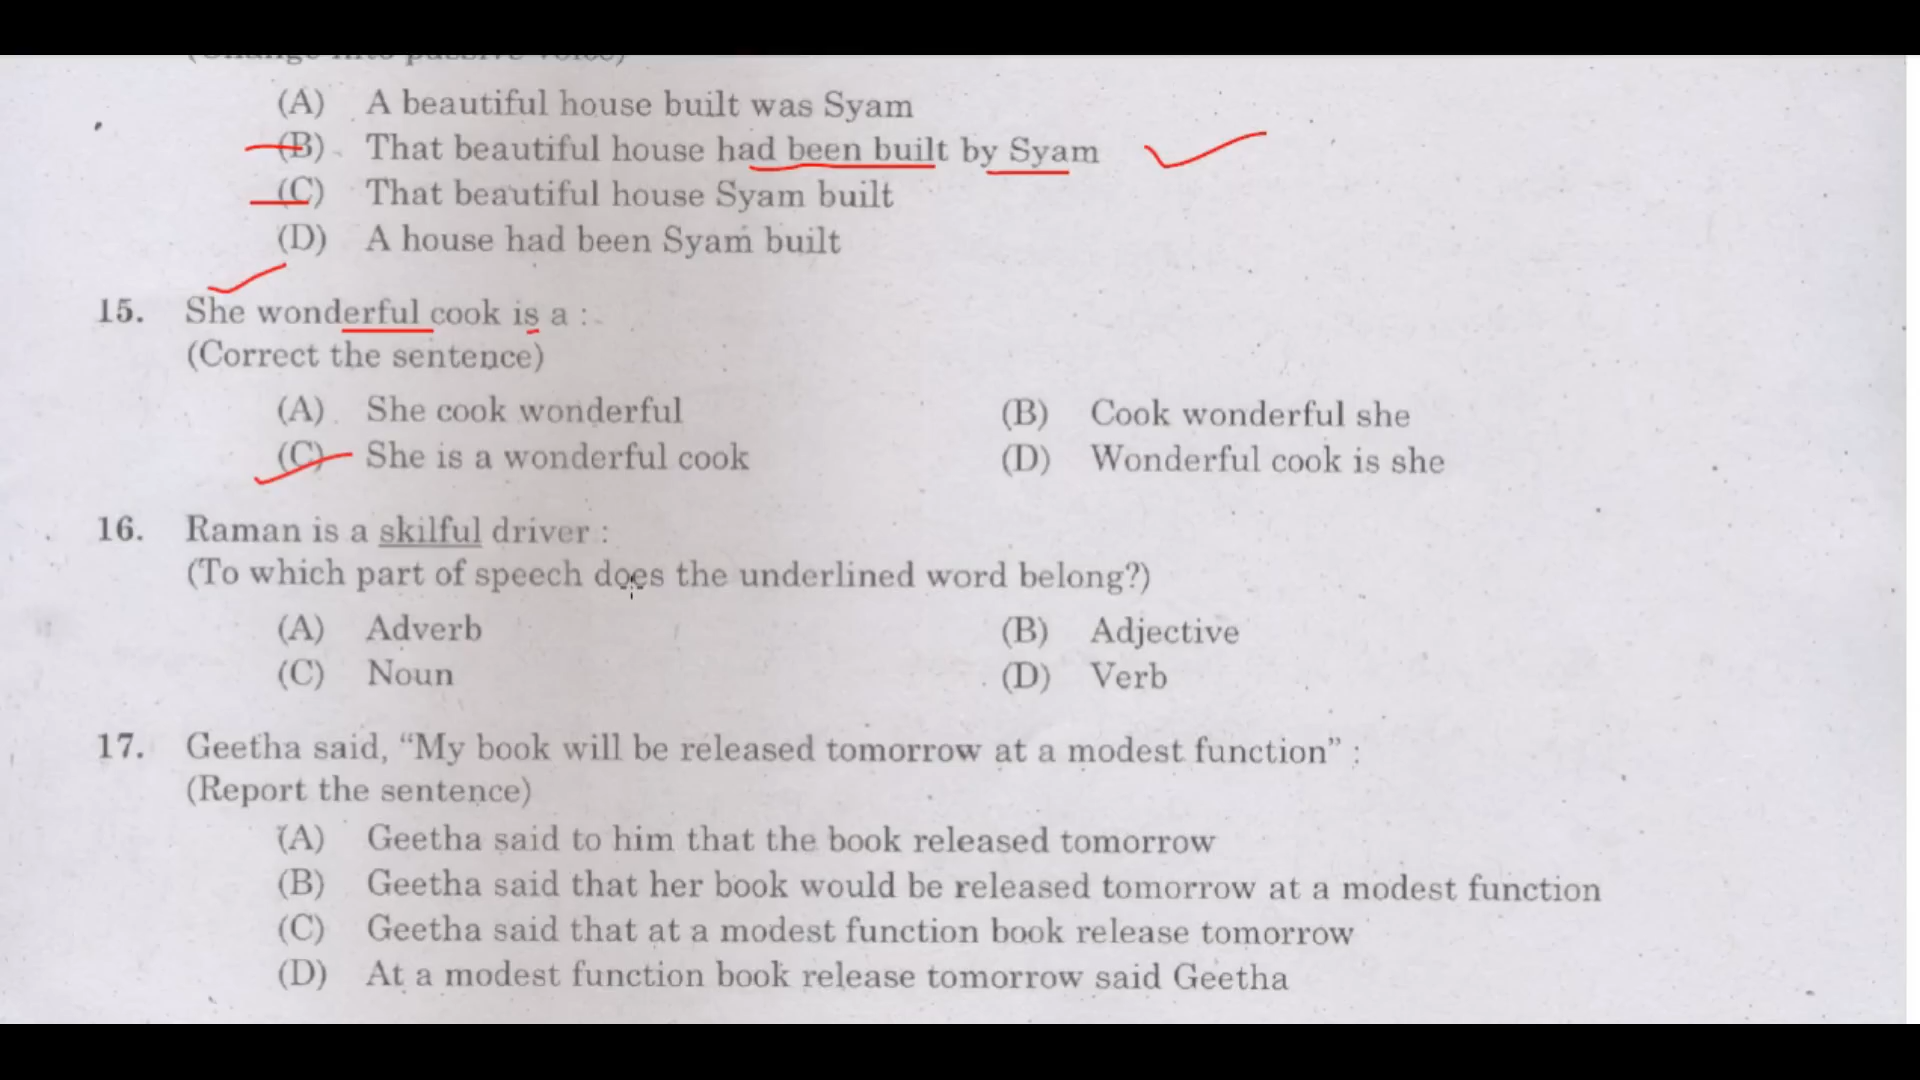 (Change into passive voice)
(A) A beautiful house built was Syam
(B) That beautiful house had been built by Syam
(C) That beautiful house Syam built
(D) A house had been Syam built
15. She wonderful cook is a :
(Correct the sentence)
(A) She cook wonderful (B) Cook wonderful she
(C) She is a wonderful cook (D) Wonderful cook is she
16. Raman is a skilful driver :
(To which part of speech does the underlined word belong?)
(A) Adverb (B) Adjective
(C) Noun (D) Verb
17. Geetha said, “My book will be released tomorrow at a modest function” :
(Report the sentence)
(A) Geetha said to him that the book released tomorrow
(B) Geetha said that her book would be released tomorrow at a modest function
(C) Geetha said that at a modest function book release tomorrow
(D) At a modest function book release tomorrow said Geetha